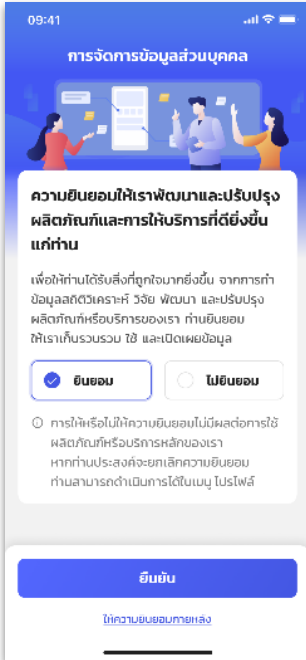 09:41
การจัดการข้อมูลส่วนบุคคล
ความยินยอมให้เราพัฒนาและปรับปรุง
ผลิตภัณฑ์และการให้บริการที่ดียิ่งขึ้น
แก่ท่าน
เพื่อให้ท่านได้รับสิ่งที่ถูกใจมากยิ่งขึ้น จากการทำ
ข้อมูลสถิติวิเคราะห์ วิจัย พัฒนา และปรับปรุง
ผลิตภัณฑ์หรือบริการของเรา ท่านยินยอม
ให้เราเก็บรวบรวม ใช้ และเปิดเผยข้อมูล
ยินยอม
ไม่ยินยอม
การให้หรือไม่ให้ความยินยอมไม่มีผลต่อการใช้
ผลิตภัณฑ์หรือบริการหลักของเรา
หากท่านประสงค์จะยกเลิกความยินยอม
ท่านสามารถดำเนินการได้ในเมนู โปรไฟล์
ยืนยัน
ให้ความยินยอมภายหลัง